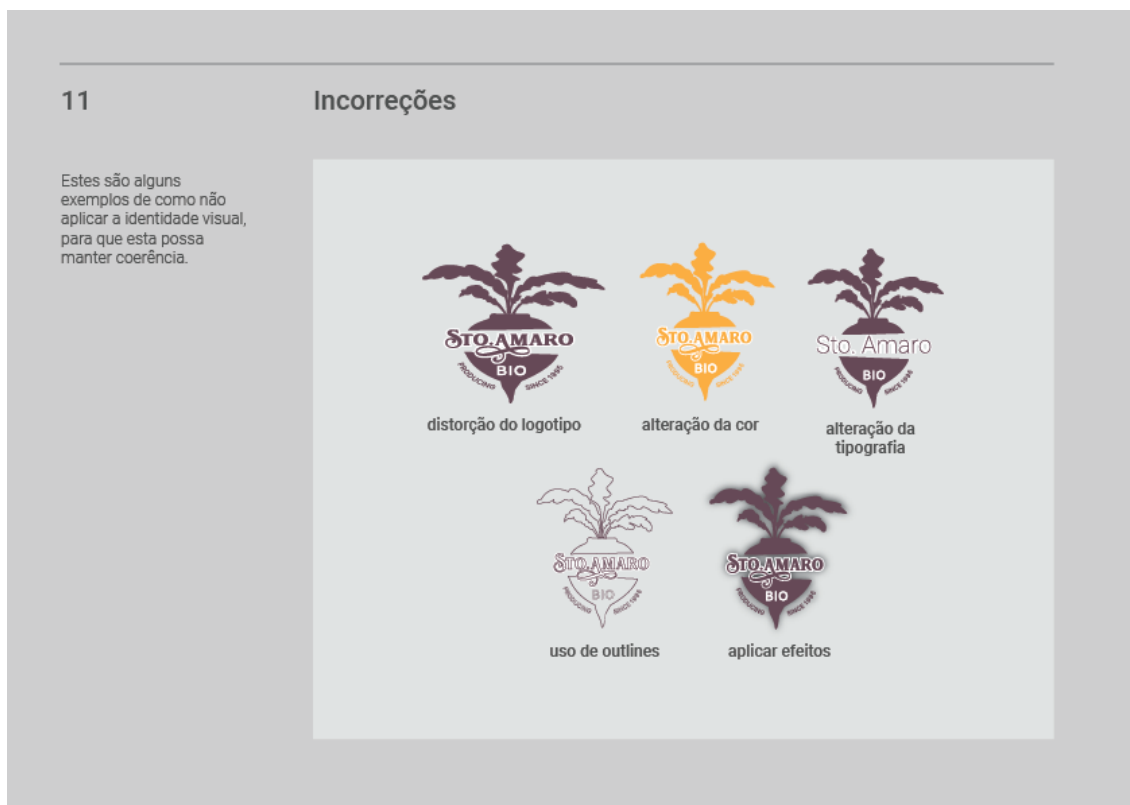 11
Incorreções
Estes são alguns
exemplos de como não
aplicar a identidade visual,
para que esta possa
manter coerência.
STO. AMARO
BIO
PRODUCING SINCE 1995
distorção do logotipo
STO. AMARO
BIO
PRODUCING SINCE 1995
alteração da cor
Sto. Amaro
BIO
PRODUCING SINCE 1995
alteração da
tipografia
STO. AMARO
BIO
PRODUCING SINCE 1995
uso de outlines
STO. AMARO
BIO
PRODUCING SINCE 1995
aplicar efeitos